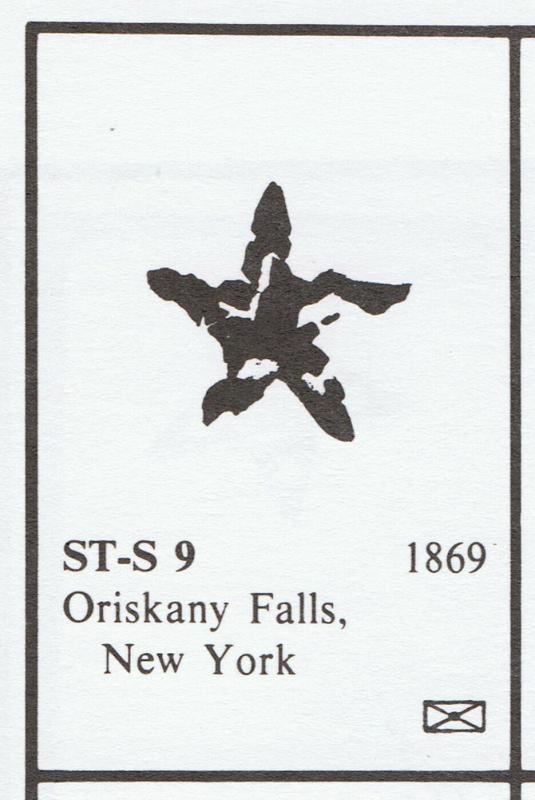 ST-S 9 1869
Oriskany Falls,
New York